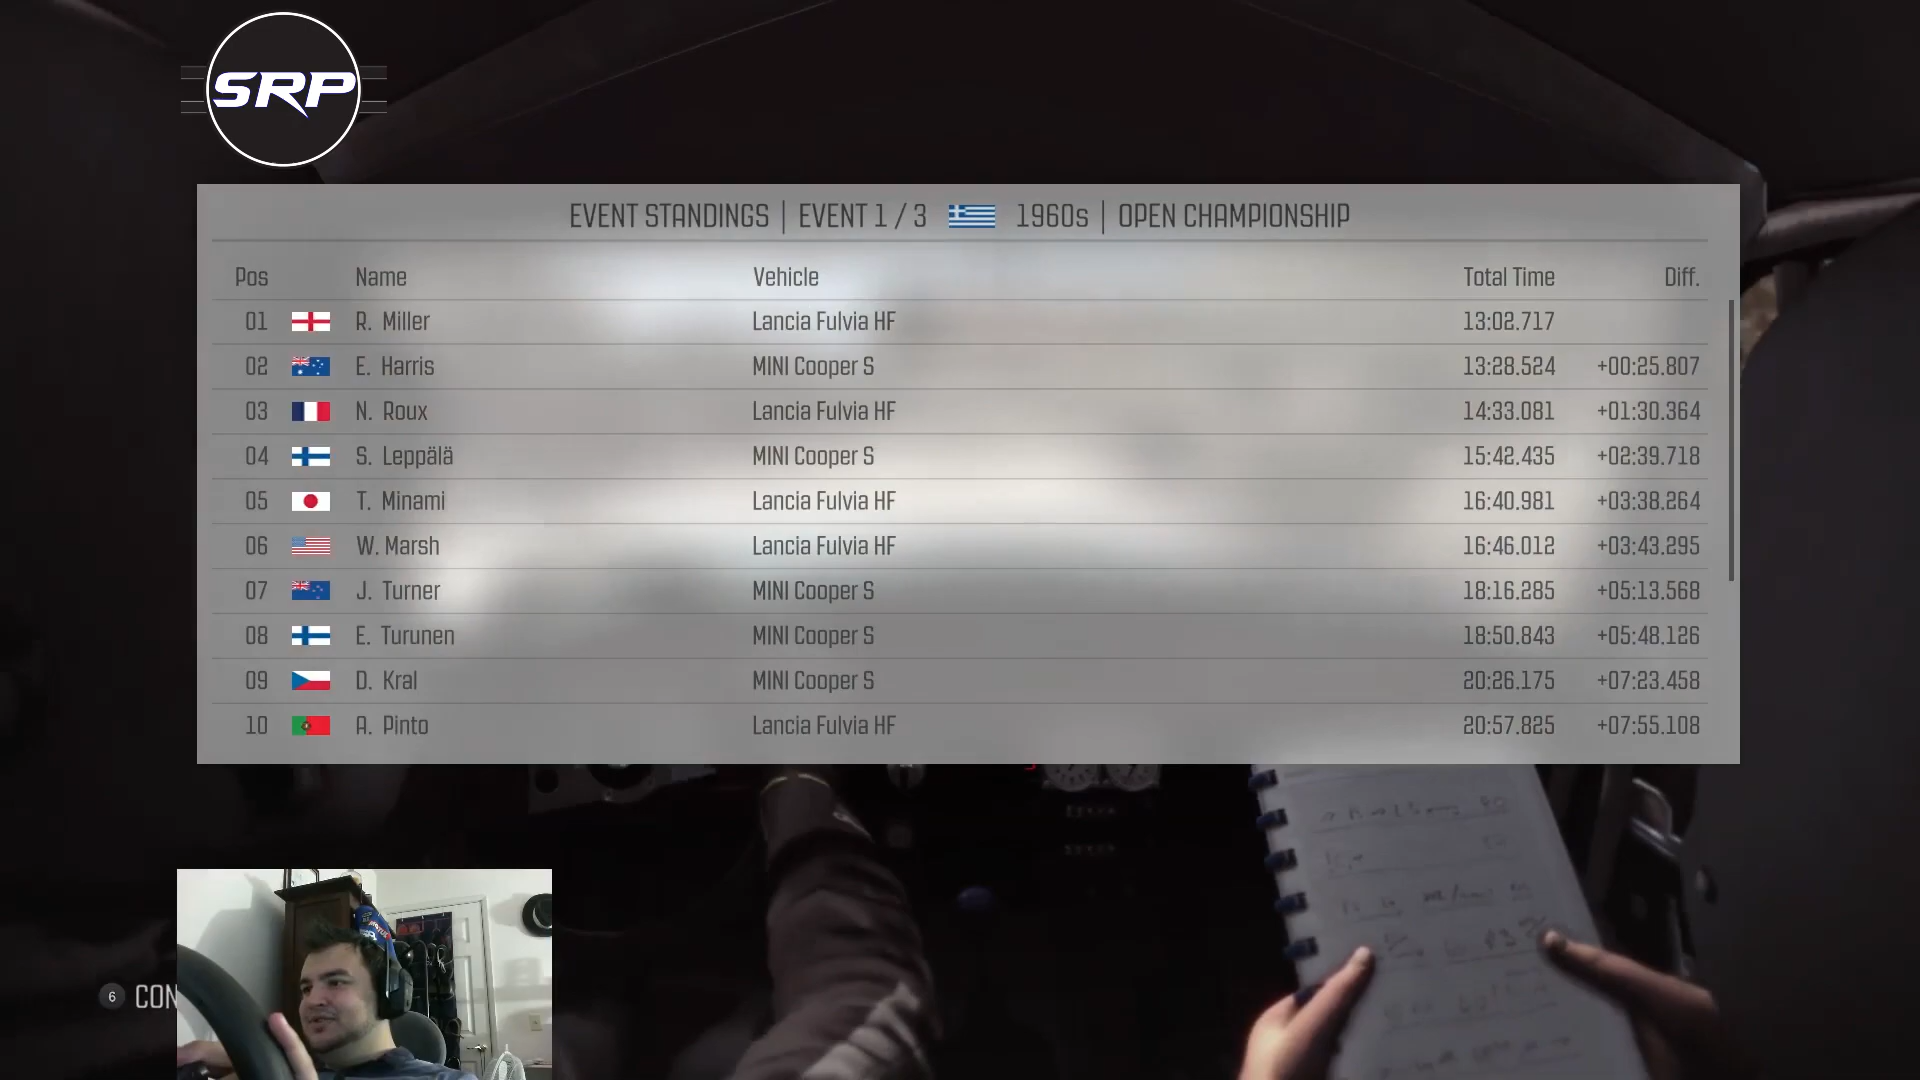 SRP
EVENT STANDINGS | EVENT 1 / 3 1960s | OPEN CHAMPIONSHIP
Pos Name Vehicle Total Time Diff.
01 R. Miller Lancia Fulvia HF 13:02.717
02 E. Harris MINI Cooper S 13:28.524 +00:25.807
03 N. Roux Lancia Fulvia HF 14:33.081 +01:30.364
04 S. Leppälä MINI Cooper S 15:42.435 +02:39.718
05 T. Minami Lancia Fulvia HF 16:40.981 +03:38.264
06 W. Marsh Lancia Fulvia HF 16:46.012 +03:43.295
07 J. Turner MINI Cooper S 18:16.285 +05:13.568
08 E. Turunen MINI Cooper S 18:50.843 +05:48.126
09 D. Kral MINI Cooper S 20:26.175 +07:23.458
10 A. Pinto Lancia Fulvia HF 20:57.825 +07:55.108
6 CON